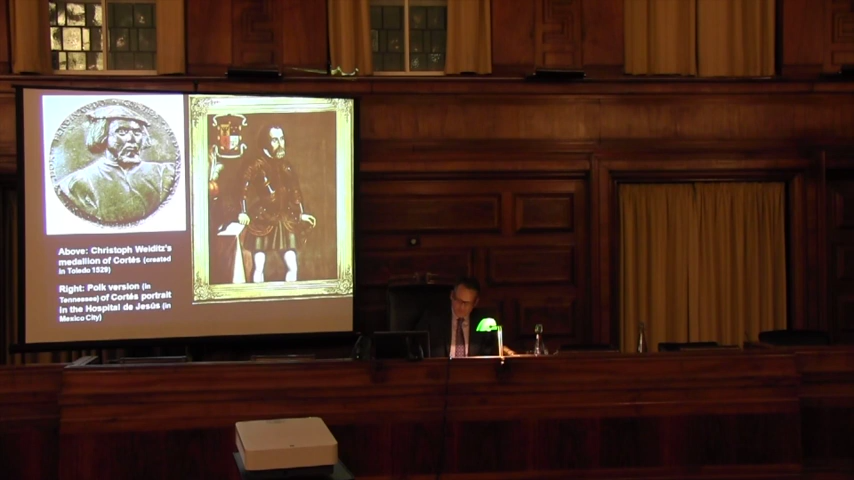 Above: Christoph Weiditz's
medallion of Cortés (created
in Toledo 1529)
Right: Polk version (in
Tennessee) of Cortés portrait
in the Hospital de Jesús (in
Mexico City)